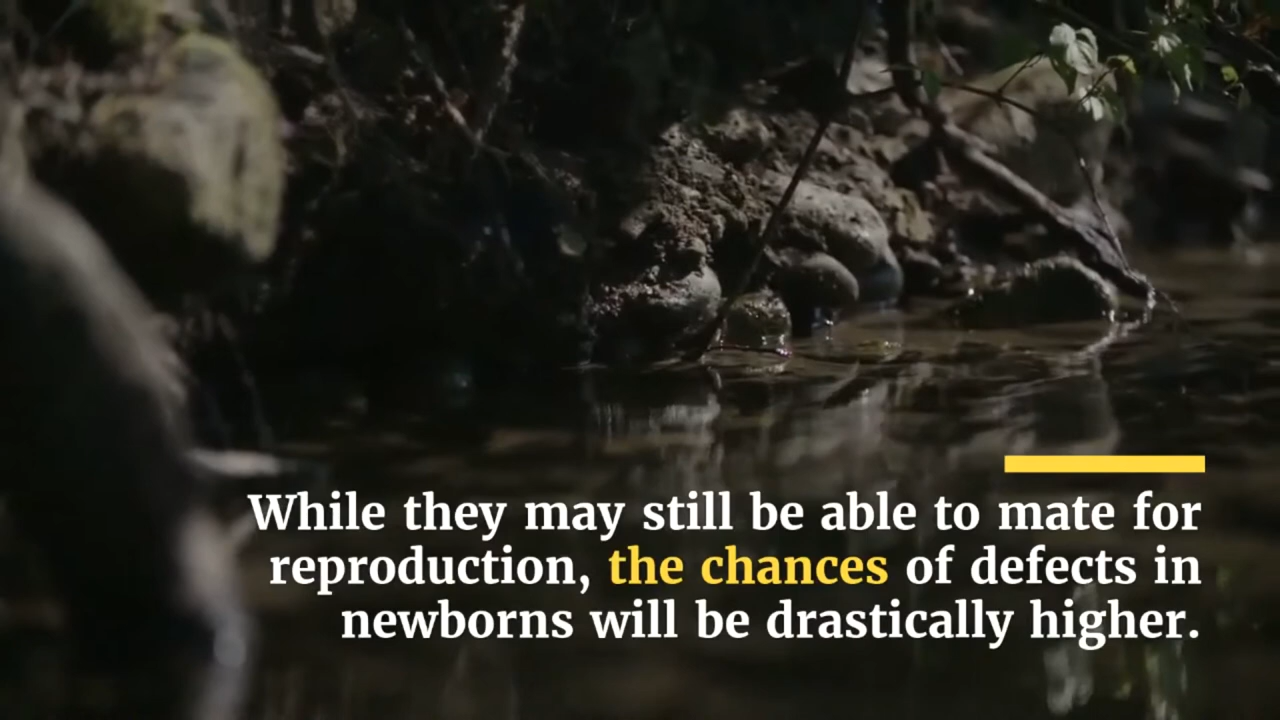 While they may still be able to mate for
reproduction, the chances of defects in
newborns will be drastically higher.